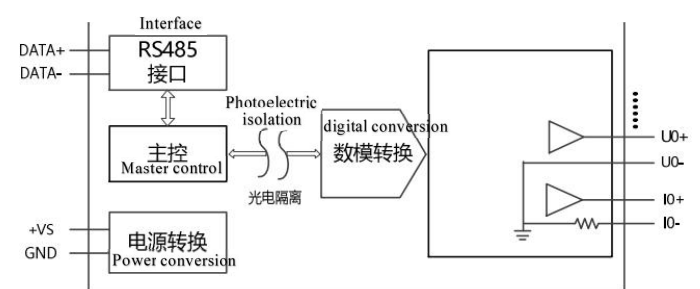 Interface
DATA+
RS485
DATA-
接口
Photoelectric
isolation
digital conversion
主控
数模转换
Master control
光电隔离
U0+
U0-
I0+
I0-
+VS
电源转换
GND
Power conversion